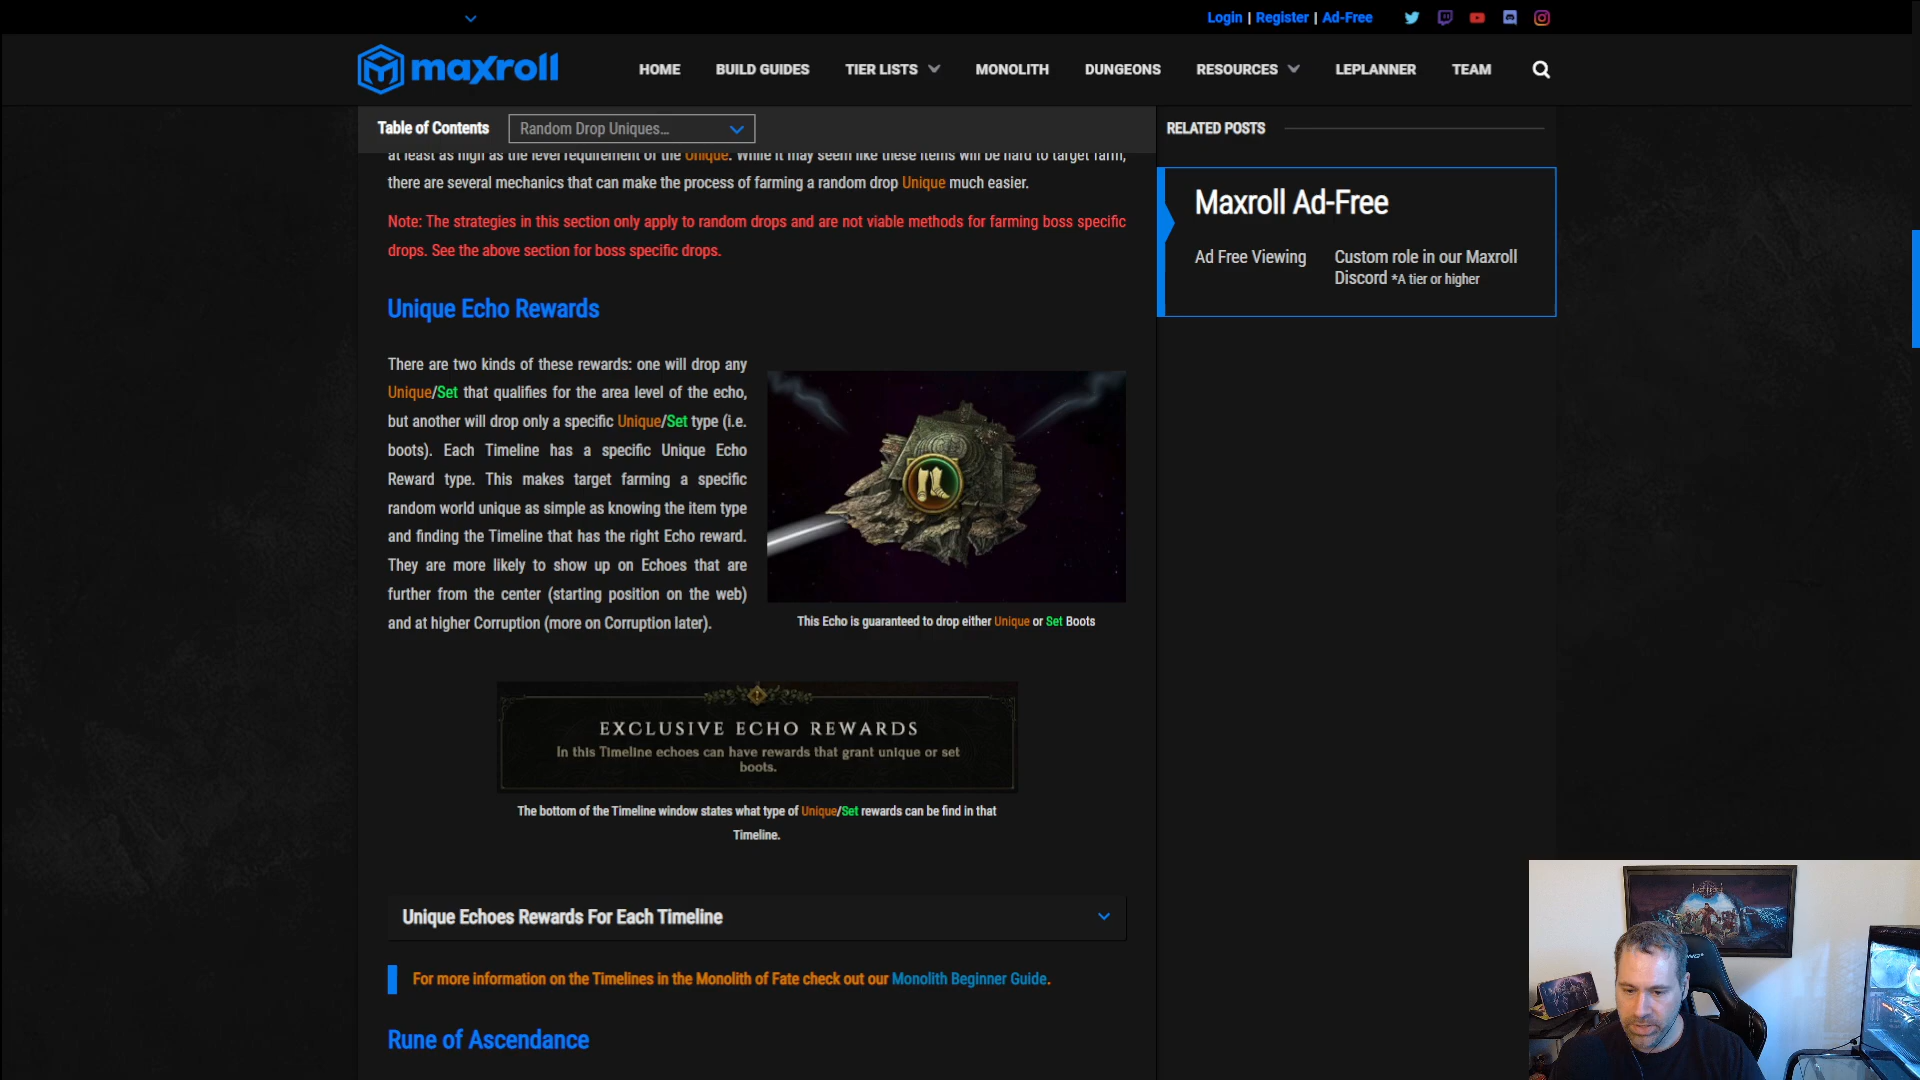 Login | Register | Ad-Free
maxroll
HOME
BUILD GUIDES
TIER LISTS
MONOLITH
DUNGEONS
RESOURCES
LEPLANNER
TEAM
Table of Contents
Random Drop Uniques...
at least as high as the level requirement of the Unique. While it may seem like these items will be hard to target farm,
there are several mechanics that can make the process of farming a random drop Unique much easier.
Note: The strategies in this section only apply to random drops and are not viable methods for farming boss specific
drops. See the above section for boss specific drops.
Unique Echo Rewards
There are two kinds of these rewards: one will drop any
Unique/Set that qualifies for the area level of the echo,
but another will drop only a specific Unique/Set type (i.e.
boots). Each Timeline has a specific Unique Echo
Reward type. This makes target farming a specific
random world unique as simple as knowing the item type
and finding the Timeline that has the right Echo reward.
They are more likely to show up on Echoes that are
further from the center (starting position on the web)
and at higher Corruption (more on Corruption later).
This Echo is guaranteed to drop either Unique or Set Boots
EXCLUSIVE ECHO REWARDS
In this Timeline echoes can have rewards that grant unique or set
boots.
The bottom of the Timeline window states what type of Unique/Set rewards can be find in that
Timeline.
Unique Echoes Rewards For Each Timeline
For more information on the Timelines in the Monolith of Fate check out our Monolith Beginner Guide.
Rune of Ascendance
RELATED POSTS
Maxroll Ad-Free
Ad Free Viewing
Custom role in our Maxroll
Discord *A tier or higher